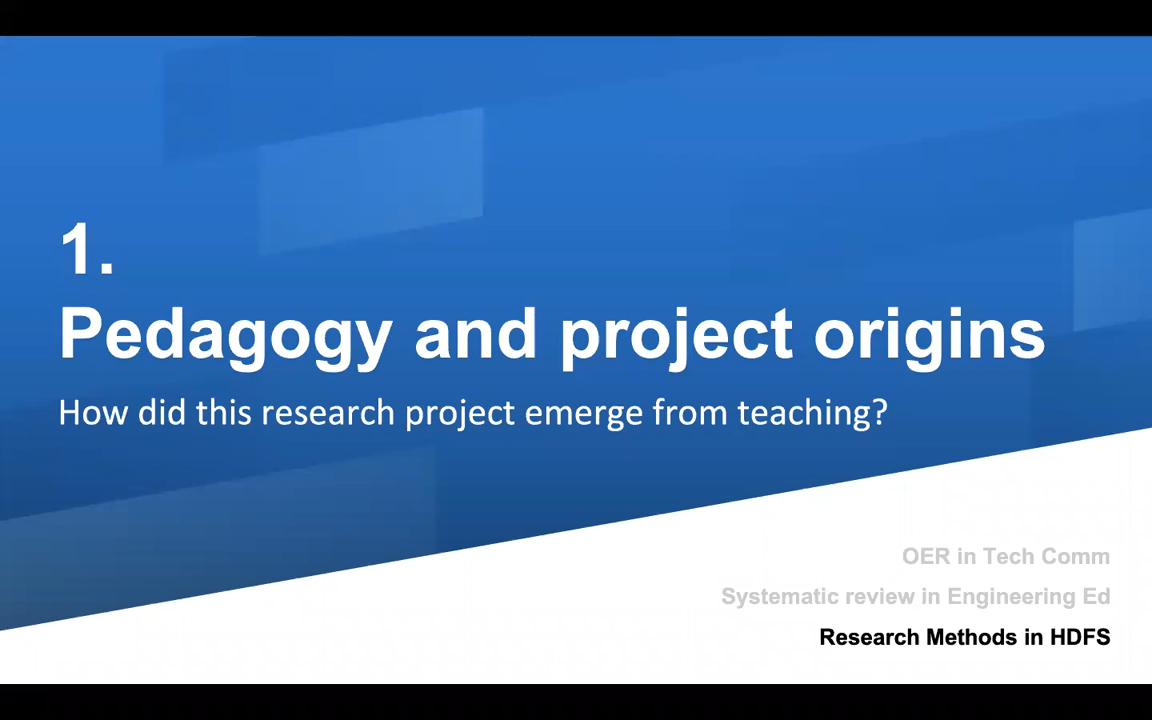 1.
Pedagogy and project origins
How did this research project emerge from teaching?
OER in Tech Comm
Systematic review in Engineering Ed
Research Methods in HDFS